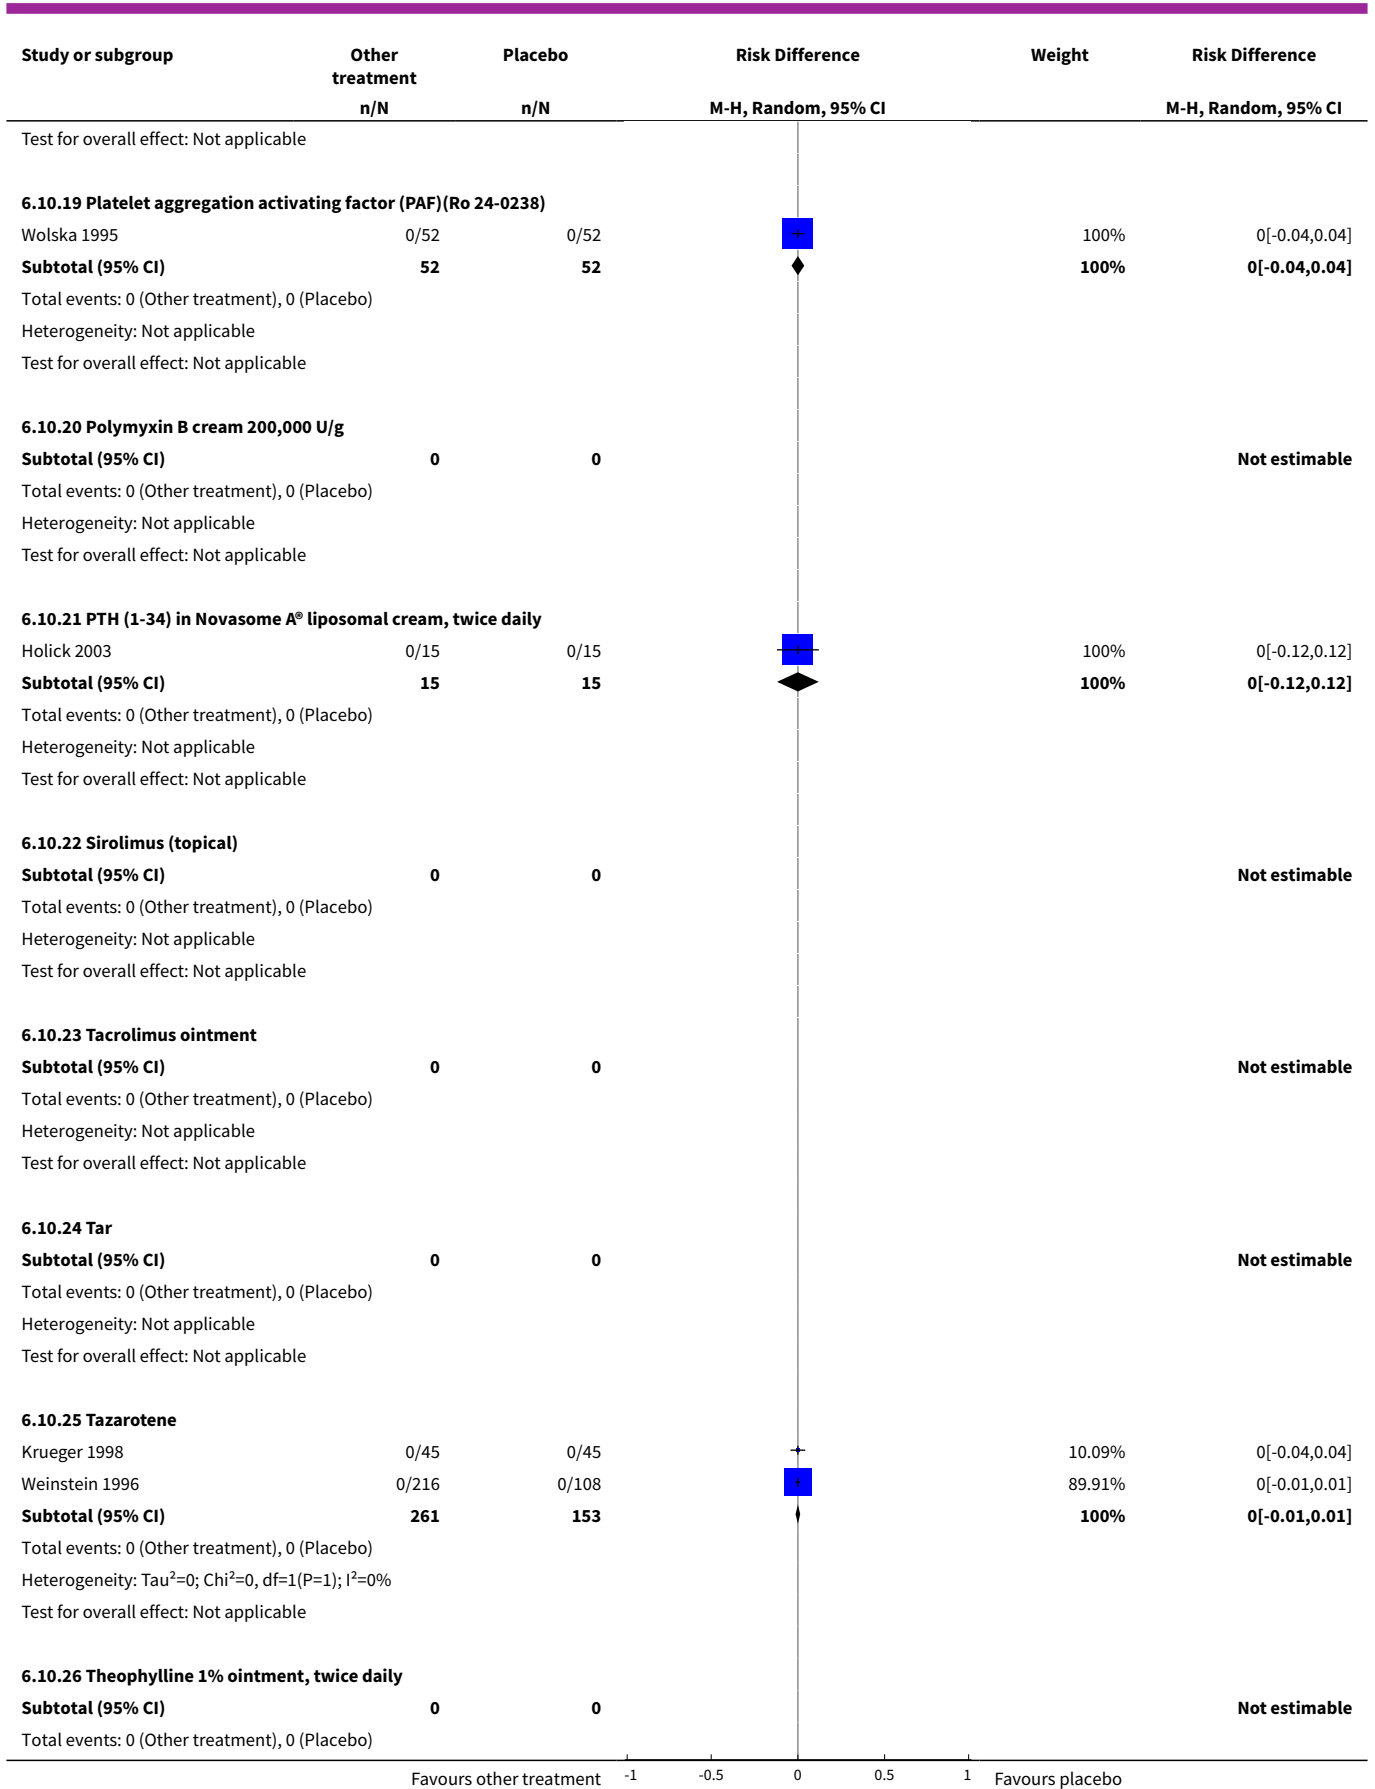 Study or subgroup Other treatment Placebo Risk Difference Weight Risk Difference
n/N n/N M-H, Random, 95% CI M-H, Random, 95% CI
Test for overall effect: Not applicable
6.10.19 Platelet aggregation activating factor (PAF)(Ro 24-0238)
Wolska 1995 0/52 0/52 100% 0[-0.04,0.04]
Subtotal (95% CI) 52 52 100% 0[-0.04,0.04]
Total events: 0 (Other treatment), 0 (Placebo)
Heterogeneity: Not applicable
Test for overall effect: Not applicable
6.10.20 Polymyxin B cream 200,000 U/g
Subtotal (95% CI) 0 0 Not estimable
Total events: 0 (Other treatment), 0 (Placebo)
Heterogeneity: Not applicable
Test for overall effect: Not applicable
6.10.21 PTH (1-34) in Novasome A® liposomal cream, twice daily
Holick 2003 0/15 0/15 100% 0[-0.12,0.12]
Subtotal (95% CI) 15 15 100% 0[-0.12,0.12]
Total events: 0 (Other treatment), 0 (Placebo)
Heterogeneity: Not applicable
Test for overall effect: Not applicable
6.10.22 Sirolimus (topical)
Subtotal (95% CI) 0 0 Not estimable
Total events: 0 (Other treatment), 0 (Placebo)
Heterogeneity: Not applicable
Test for overall effect: Not applicable
6.10.23 Tacrolimus ointment
Subtotal (95% CI) 0 0 Not estimable
Total events: 0 (Other treatment), 0 (Placebo)
Heterogeneity: Not applicable
Test for overall effect: Not applicable
6.10.24 Tar
Subtotal (95% CI) 0 0 Not estimable
Total events: 0 (Other treatment), 0 (Placebo)
Heterogeneity: Not applicable
Test for overall effect: Not applicable
6.10.25 Tazarotene
Krueger 1998 0/45 0/45 10.09% 0[-0.04,0.04]
Weinstein 1996 0/216 0/108 89.91% 0[-0.01,0.01]
Subtotal (95% CI) 261 153 100% 0[-0.01,0.01]
Total events: 0 (Other treatment), 0 (Placebo)
Heterogeneity: Tau²=0; Chi²=0, df=1(P=1); I²=0%
Test for overall effect: Not applicable
6.10.26 Theophylline 1% ointment, twice daily
Subtotal (95% CI) 0 0 Not estimable
Total events: 0 (Other treatment), 0 (Placebo)
Favours other treatment -1 -0.5 0 0.5 1 Favours placebo